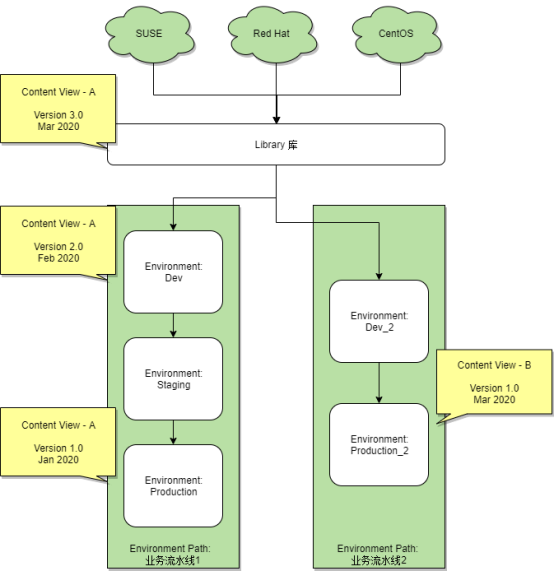 SUSE
Red Hat
CentOS
Content View - A
Version 3.0
Mar 2020
Library 库
Content View - A
Version 2.0
Feb 2020
Environment:
Dev
Environment:
Dev_2
Environment:
Staging
Content View - B
Version 1.0
Mar 2020
Content View - A
Version 1.0
Jan 2020
Environment:
Production
Environment:
Production_2
Environment Path:
业务流水线1
Environment Path:
业务流水线2